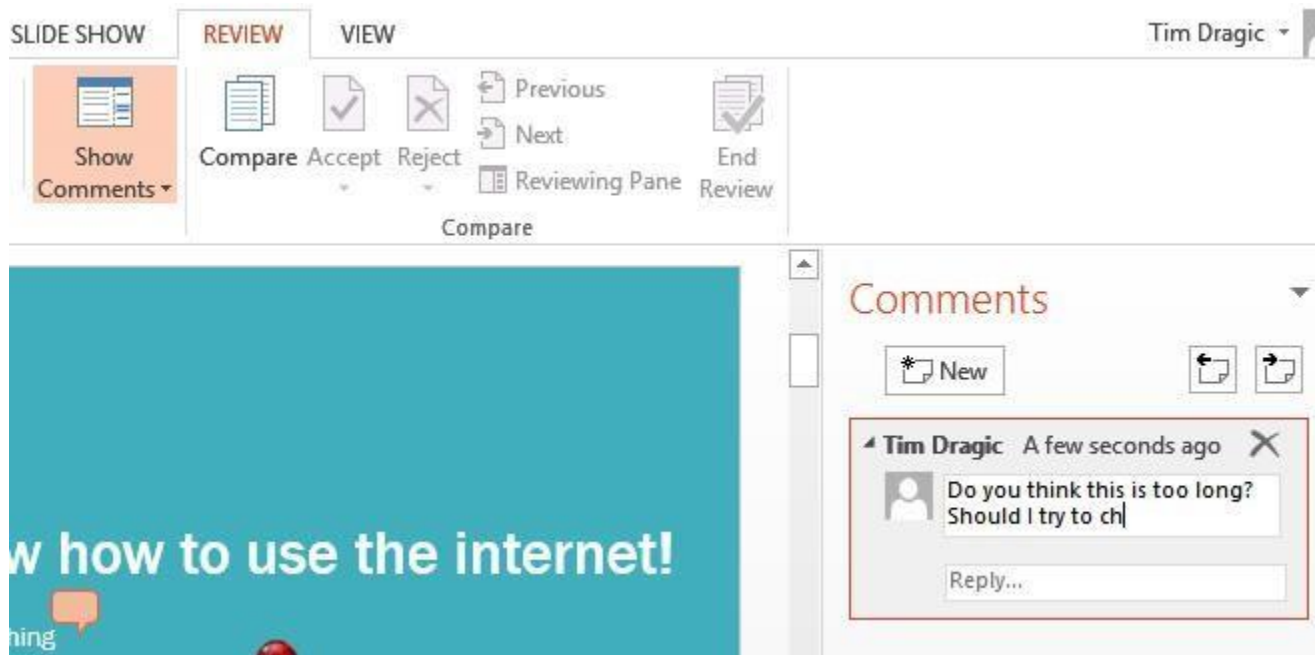 SLIDE SHOW REVIEW VIEW Tim Dragic
Show Comments
Compare Accept Reject
Previous
Next
Reviewing Pane
End Review
Compare
Comments
New
Tim Dragic A few seconds ago
Do you think this is too long?
Should I try to ch
Reply...
how to use the internet!